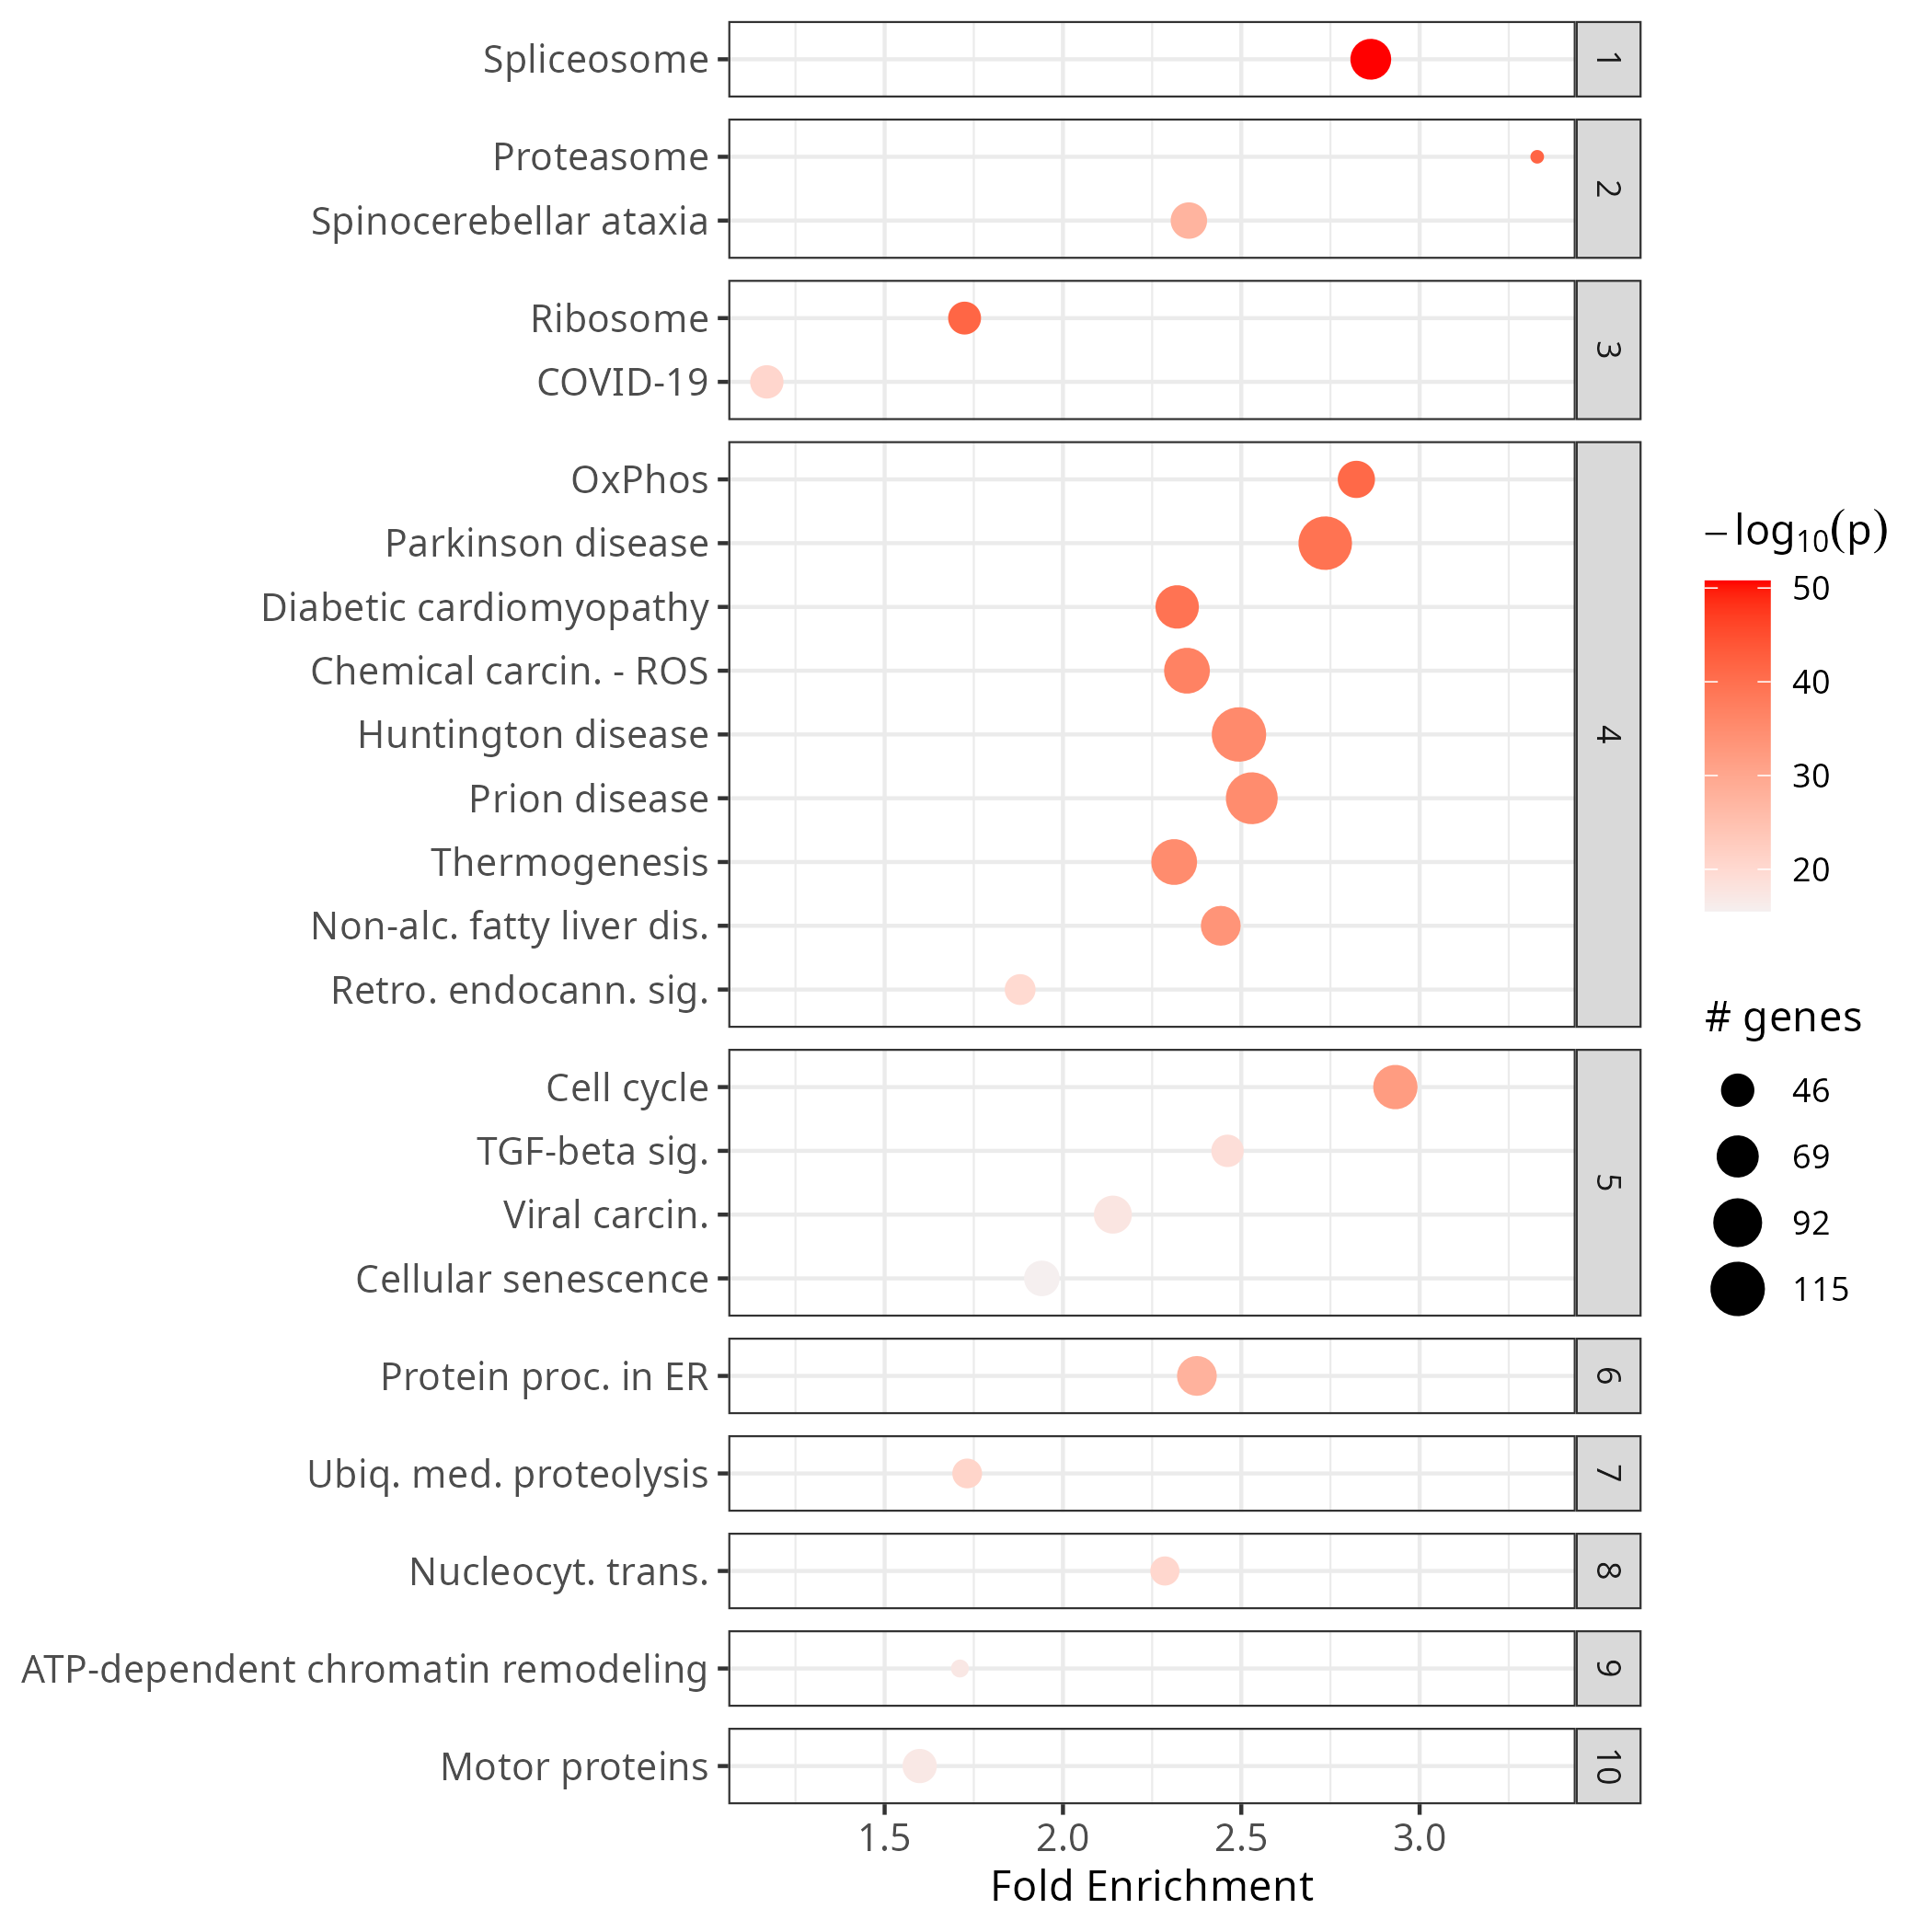 Spliceosome
1
Proteasome
Spinocerebellar ataxia
2
Ribosome
COVID-19
3
OxPhos
Parkinson disease
Diabetic cardiomyopathy
Chemical carcin. - ROS
Huntington disease
Prion disease
Thermogenesis
Non-alc. fatty liver dis.
Retro. endocann. sig.
4
Cell cycle
TGF-beta sig.
Viral carcin.
Cellular senescence
5
Protein proc. in ER
6
Ubiq. med. proteolysis
7
Nucleocyt. trans.
8
ATP-dependent chromatin remodeling
9
Motor proteins
10
1.5 2.0 2.5 3.0
Fold Enrichment
−log10(p)
50
40
30
20
# genes
46
69
92
115